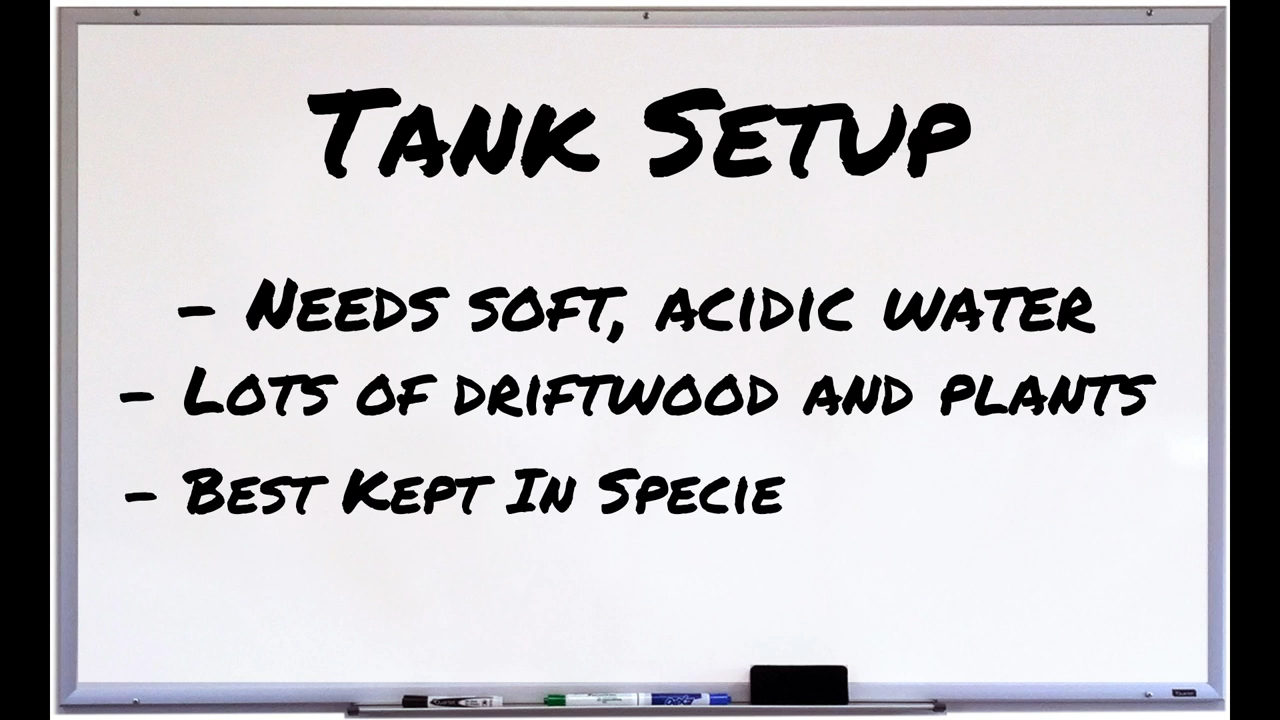 Tank Setup
- Needs soft, acidic water
- Lots of driftwood and plants
- Best Kept In Specie